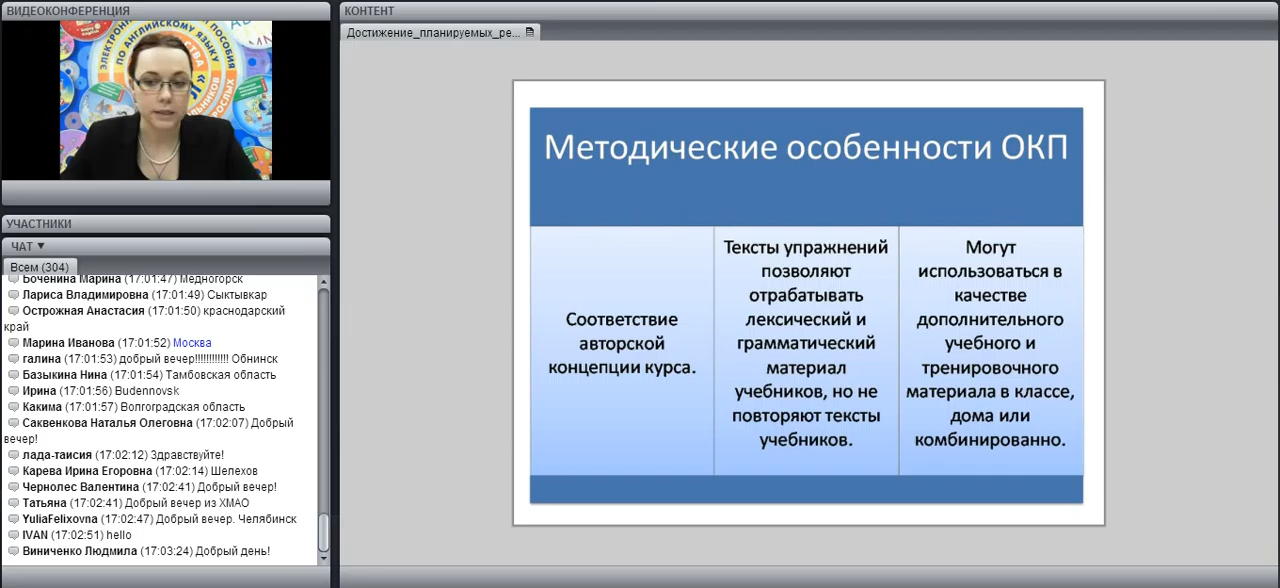 ВИДЕОКОНФЕРЕНЦИЯ
ЭЛЕКТРОННЫЕ
ПОСОБИЯ
ПО АНГЛИЙСКОМУ ЯЗЫКУ
УЧАСТНИКИ
ЧАТ ▼
Всем (304)
Боченина Марина (17:01:47) Медногорск
Лариса Владимировна (17:01:49) Сыктывкар
Острожная Анастасия (17:01:50) краснодарский
край
Марина Иванова (17:01:52) Москва
галина (17:01:53) добрый вечер!!!!!!!!!!!! Обнинск
Базыкина Нина (17:01:54) Тамбовская область
Ирина (17:01:56) Budennovsk
Какима (17:01:57) Волгоградская область
Саквенкова Наталья Олеговна (17:02:07) Добрый
вечер!
лада-таисия (17:02:12) Здравствуйте!
Карева Ирина Егоровна (17:02:14) Шелехов
Чернолес Валентина (17:02:41) Добрый вечер!
Татьяна (17:02:41) Добрый вечер из ХМАО
YuliaFelixovna (17:02:47) Добрый вечер. Челябинск
IVAN (17:02:51) hello
Виниченко Людмила (17:03:24) Добрый день!
КОНТЕНТ
Достижение_планируемых_ре...
Методические особенности ОКП
Соответствие
авторской
концепции курса.
Тексты упражнений
позволяют
отрабатывать
лексический и
грамматический
материал
учебников, но не
повторяют тексты
учебников.
Могут
использоваться в
качестве
дополнительного
учебного и
тренировочного
материала в классе,
дома или
комбинированно.